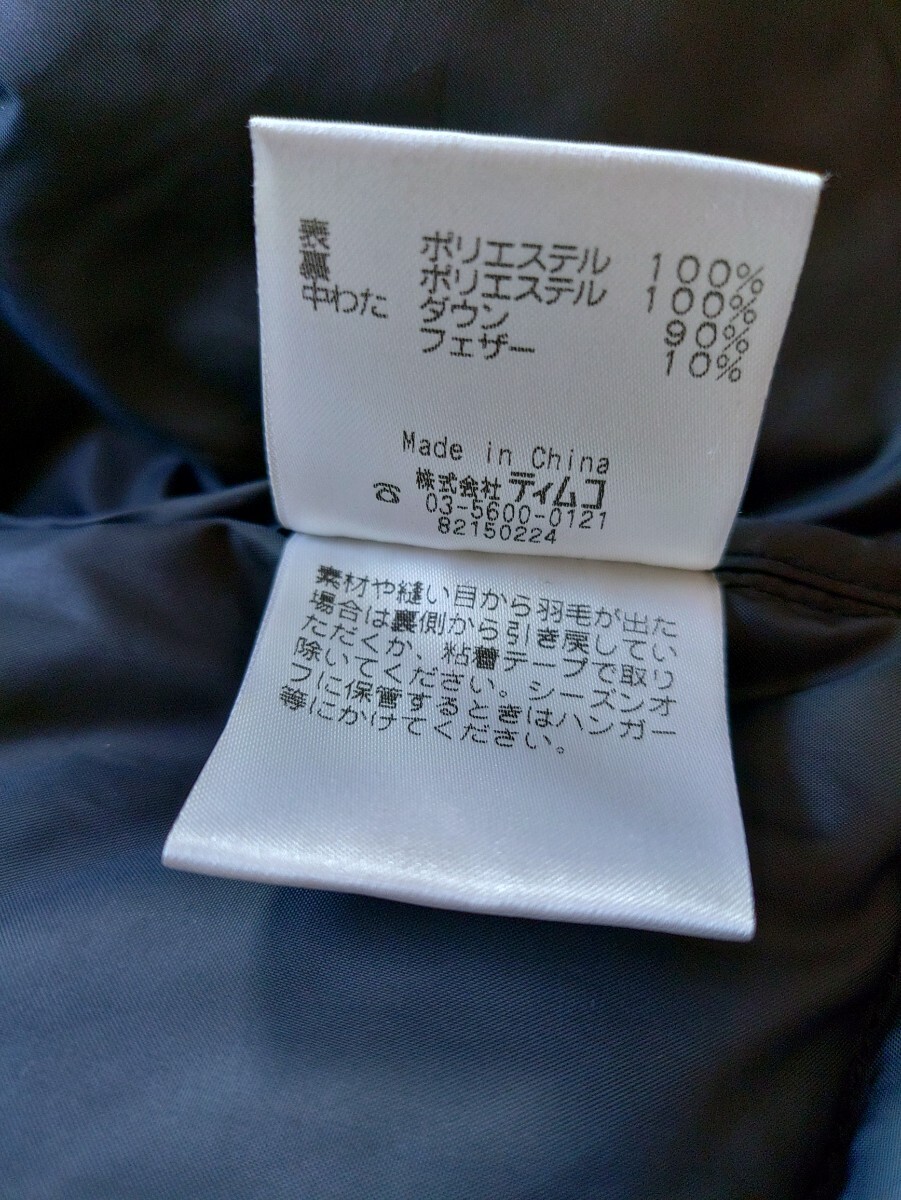 表 ポリエステル 100%
裏 ポリエステル 100%
中わた ダウン 90%
フェザー 10%
Made in China
株式会社 ティムコ
☎ 03-5600-0121
82150224
素材や縫い目から羽毛が出た
場合は裏側から引き戻してい
ただくか、粘着テープで取り
除いてください。シーズンオ
フに保管するときはハンガー
等にかけてください。